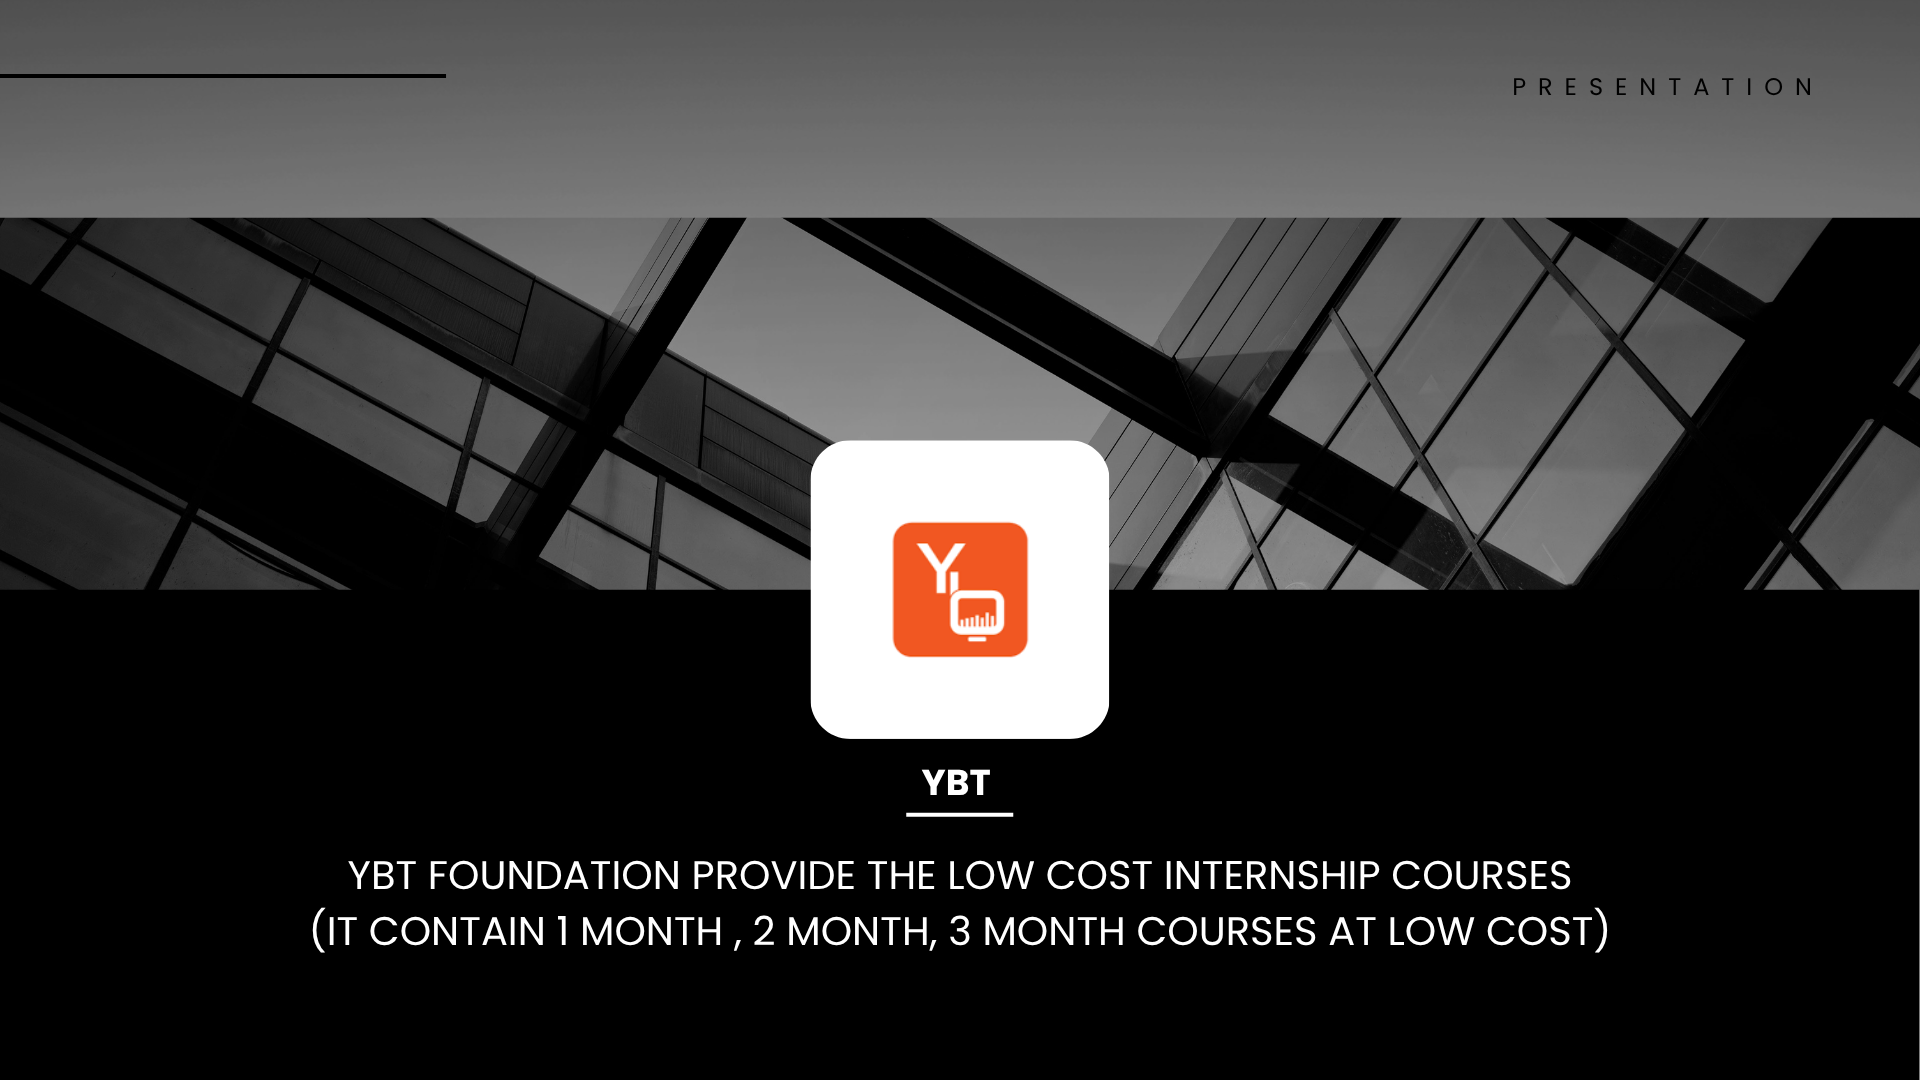 PRESENTATION
Y
YBT
YBT FOUNDATION PROVIDE THE LOW COST INTERNSHIP COURSES
(IT CONTAIN 1 MONTH , 2 MONTH, 3 MONTH COURSES AT LOW COST)